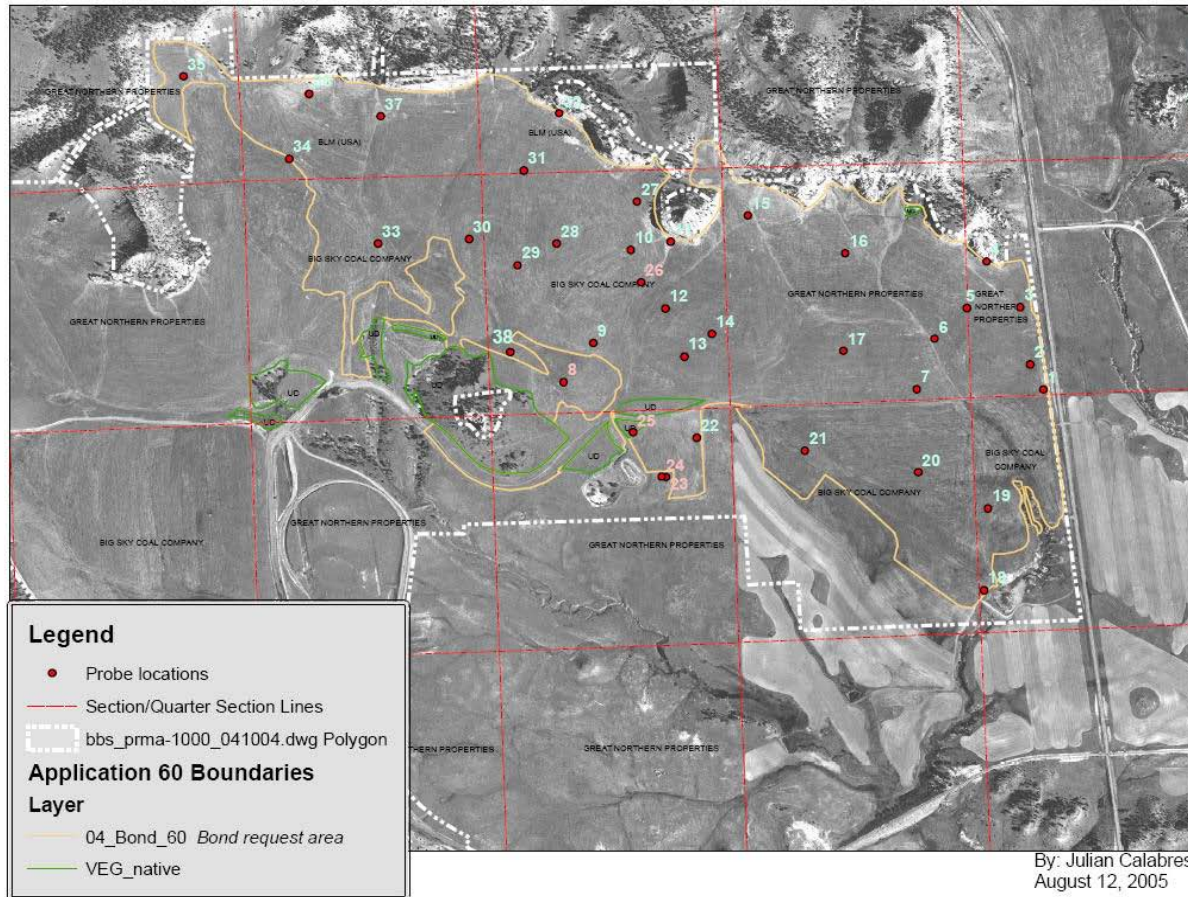 35
GREAT NORTHERN PROPERTIES
37
BLM (USA)
BLM (USA)
GREAT NORTHERN PROPERTIES
34
31
27
15
33
30
28
10
16
BIG SKY COAL COMPANY
29
26
BIG SKY COAL COMPANY
GREAT NORTHERN PROPERTIES
5
GREAT NORTHERN PROPERTIES
3
12
GREAT NORTHERN PROPERTIES
14
6
9
13
17
2
38
UD
UD
8
7
1
UD
UD
UD
25
UD
22
21
UD
24
23
20
BIG SKY COAL COMPANY
BIG SKY COAL COMPANY
19
GREAT NORTHERN PROPERTIES
BIG SKY COAL COMPANY
GREAT NORTHERN PROPERTIES
18
Legend
Probe locations
Section/Quarter Section Lines
bbs_prma-1000_041004.dwg Polygon
Application 60 Boundaries
Layer
04_Bond_60 Bond request area
VEG_native
THERN PROPERTIES
GREAT NORTHERN PROPERTIES
By: Julian Calabres
August 12, 2005